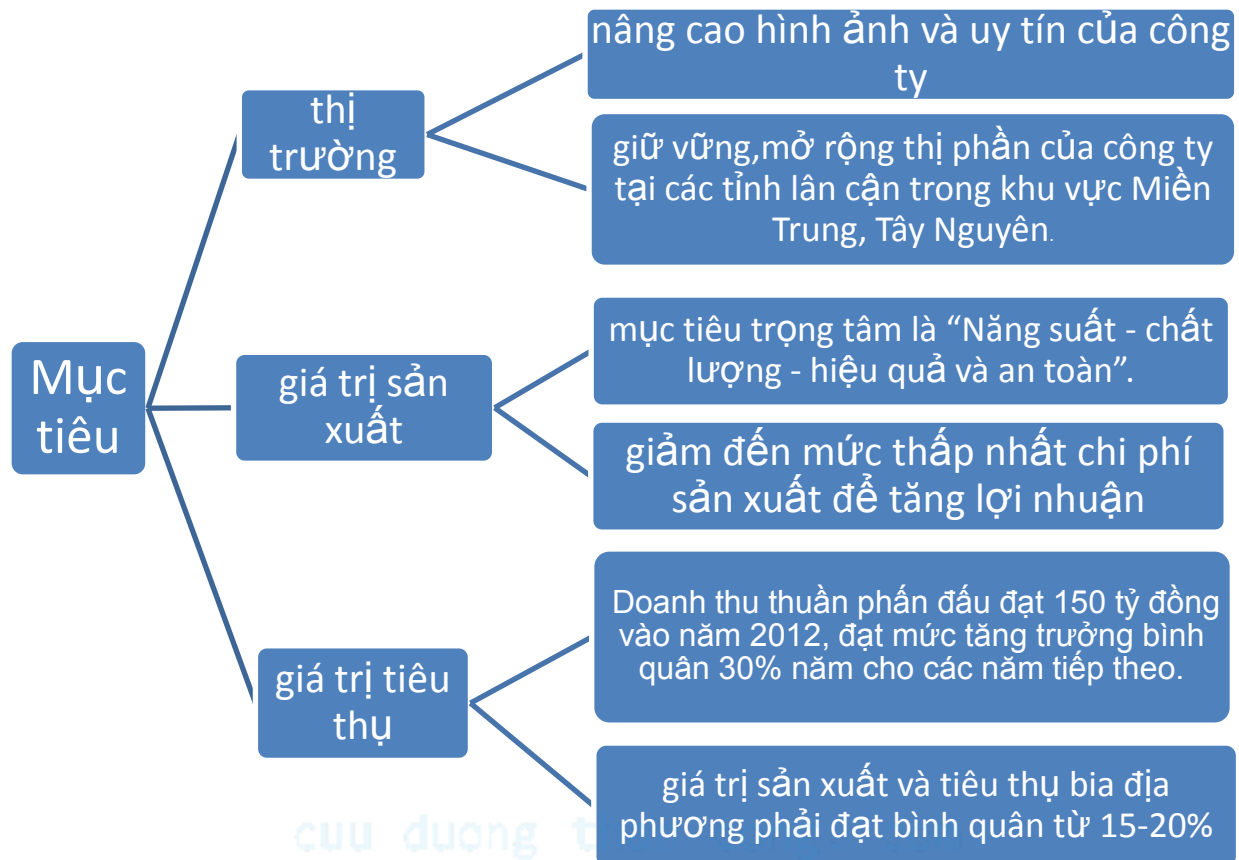 nâng cao hình ảnh và uy tín của công
ty
thị
trường
giữ vững,mở rộng thị phần của công ty
tại các tỉnh lân cận trong khu vực Miền
Trung, Tây Nguyên.
Mục
tiêu
giá trị sản
xuất
mục tiêu trọng tâm là “Năng suất - chất
lượng - hiệu quả và an toàn”.
giảm đến mức thấp nhất chi phí
sản xuất để tăng lợi nhuận
giá trị tiêu
thụ
Doanh thu thuần phấn đấu đạt 150 tỷ đồng
vào năm 2012, đạt mức tăng trưởng bình
quân 30% năm cho các năm tiếp theo.
giá trị sản xuất và tiêu thụ bia địa
phương phải đạt bình quân từ 15-20%
cuu duong